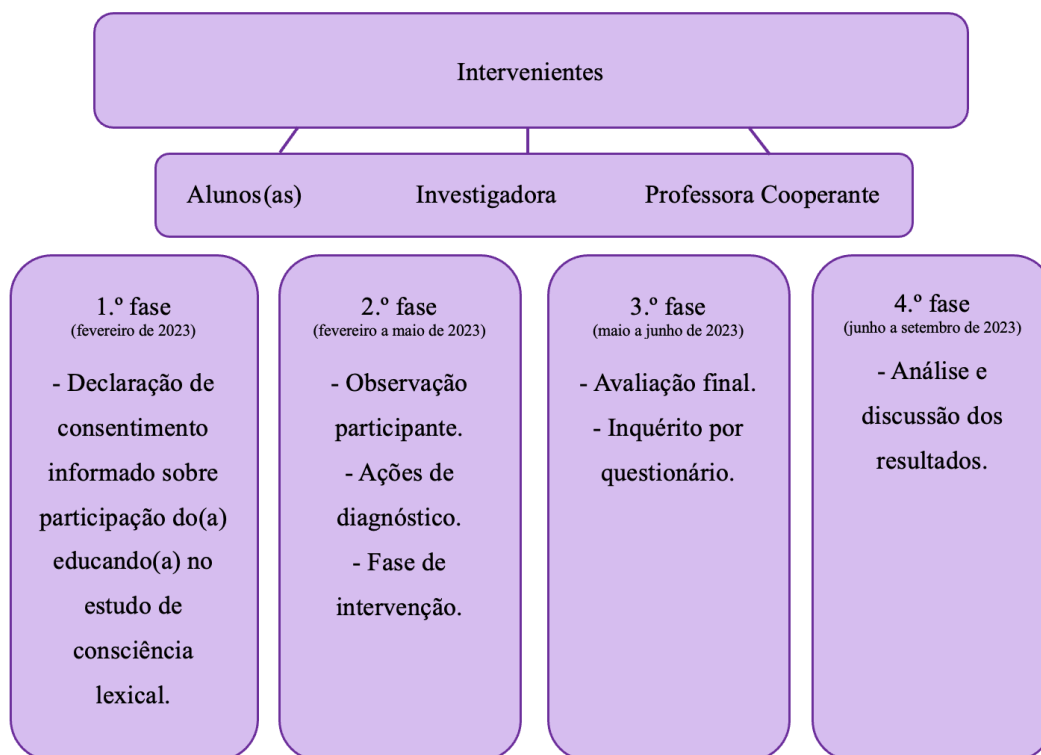 Intervenientes
Alunos(as) Investigadora Professora Cooperante
1.º fase
(fevereiro de 2023)
- Declaração de
consentimento
informado sobre
participação do(a)
educando(a) no
estudo de
consciência
lexical.
2.º fase
(fevereiro a maio de 2023)
- Observação
participante.
- Ações de
diagnóstico.
- Fase de
intervenção.
3.º fase
(maio a junho de 2023)
- Avaliação final.
- Inquérito por
questionário.
4.º fase
(junho a setembro de 2023)
- Análise e
discussão dos
resultados.